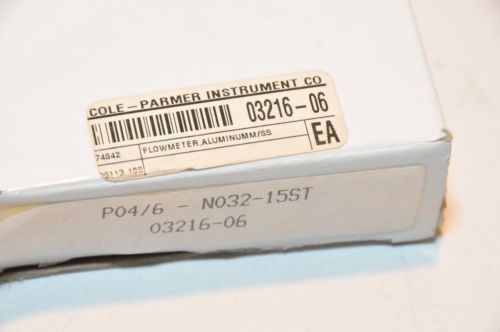 COLE-PARMER INSTRUMENT CO
03216-06
74842
FLOWMETER,ALUMINUMM/SS
EA
P04/6 - N032-15ST
03216-06